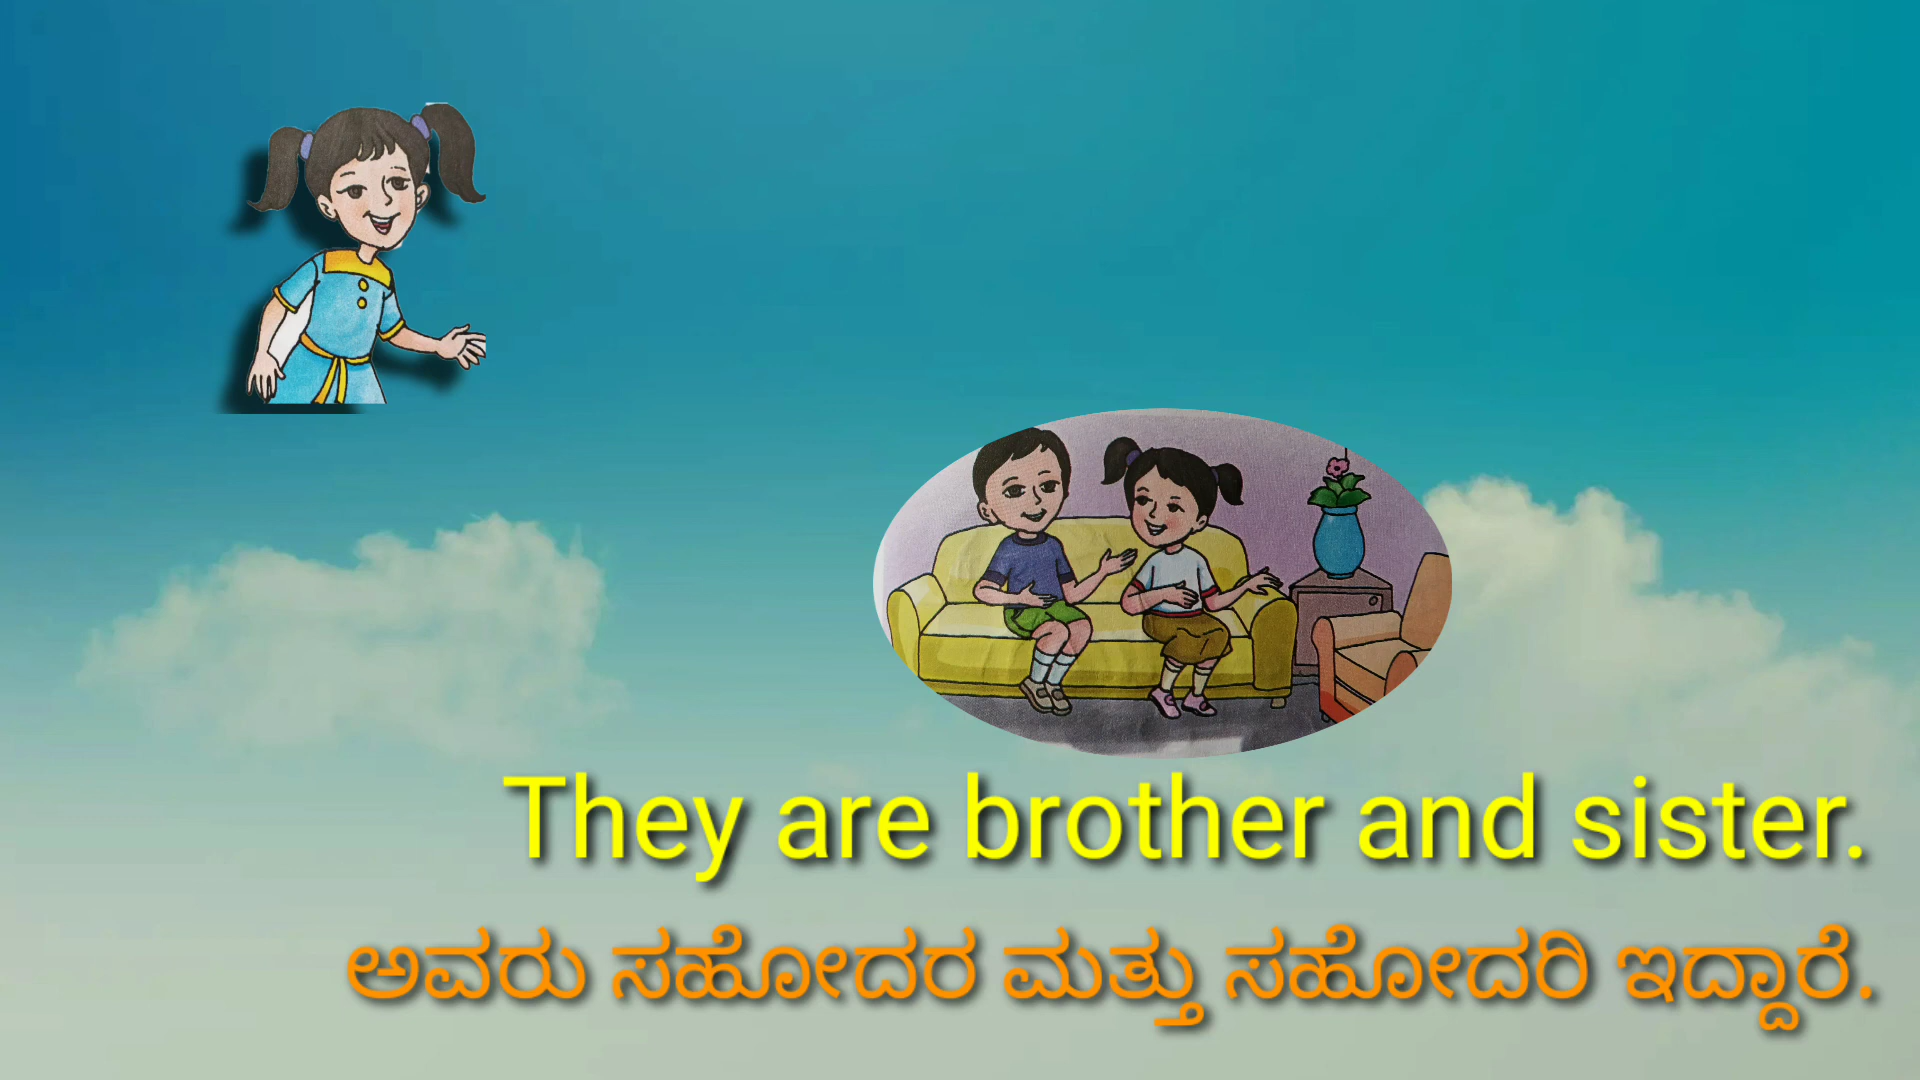 They are brother and sister.
ಅವರು ಸಹೋದರ ಮತ್ತು ಸಹೋದರಿ ಇದ್ದಾರೆ.